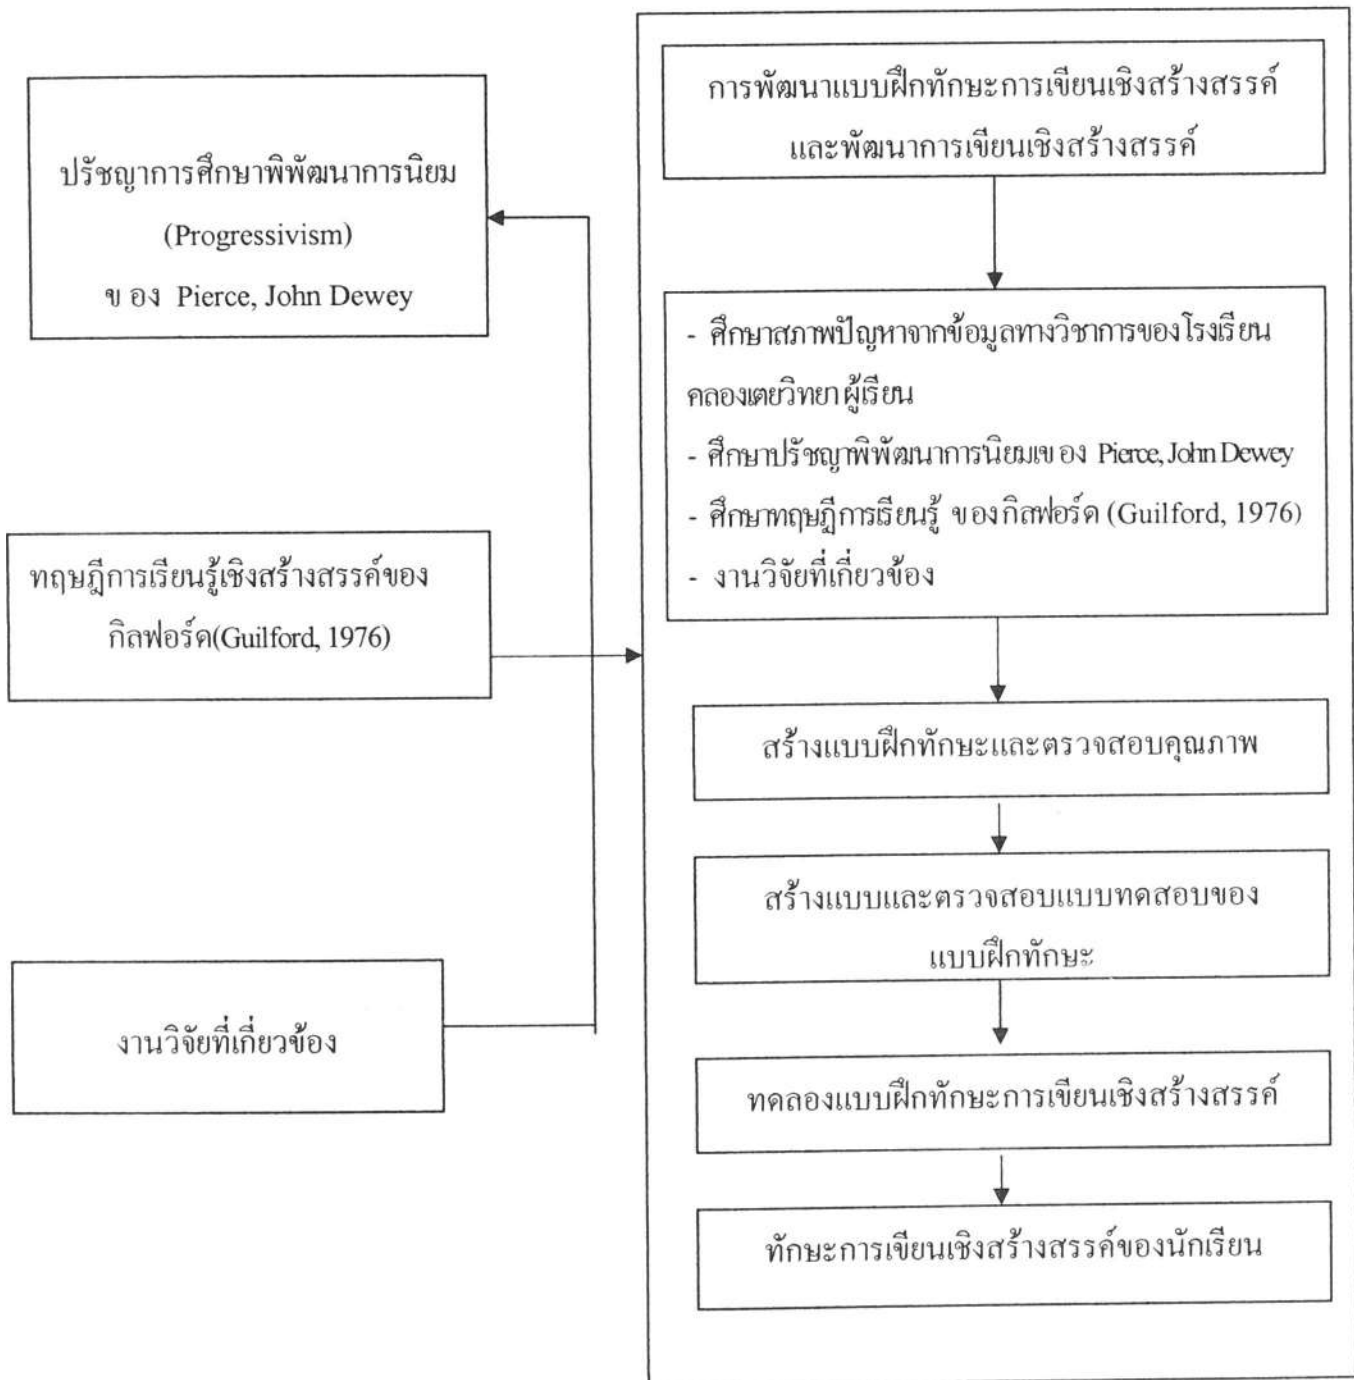 ปรัชญาการศึกษาพิพัฒนาการนิยม
(Progressivism)
ของ Pierce, John Dewey
ทฤษฎีการเรียนรู้เชิงสร้างสรรค์ของ
กิลฟอร์ด(Guilford, 1976)
งานวิจัยที่เกี่ยวข้อง
การพัฒนาแบบฝึกทักษะการเขียนเชิงสร้างสรรค์
และพัฒนาการเขียนเชิงสร้างสรรค์
- ศึกษาสภาพปัญหาจากข้อมูลทางวิชาการของโรงเรียน
คลองเตยวิทยา ผู้เรียน
- ศึกษาปรัชญาพิพัฒนาการนิยมเของ Pierce, John Dewey
- ศึกษาทฤษฎีการเรียนรู้ ของกิลฟอร์ด (Guilford, 1976)
- งานวิจัยที่เกี่ยวข้อง
สร้างแบบฝึกทักษะและตรวจสอบคุณภาพ
สร้างแบบและตรวจสอบแบบทดสอบของ
แบบฝึกทักษะ
ทดลองแบบฝึกทักษะการเขียนเชิงสร้างสรรค์
ทักษะการเขียนเชิงสร้างสรรค์ของนักเรียน